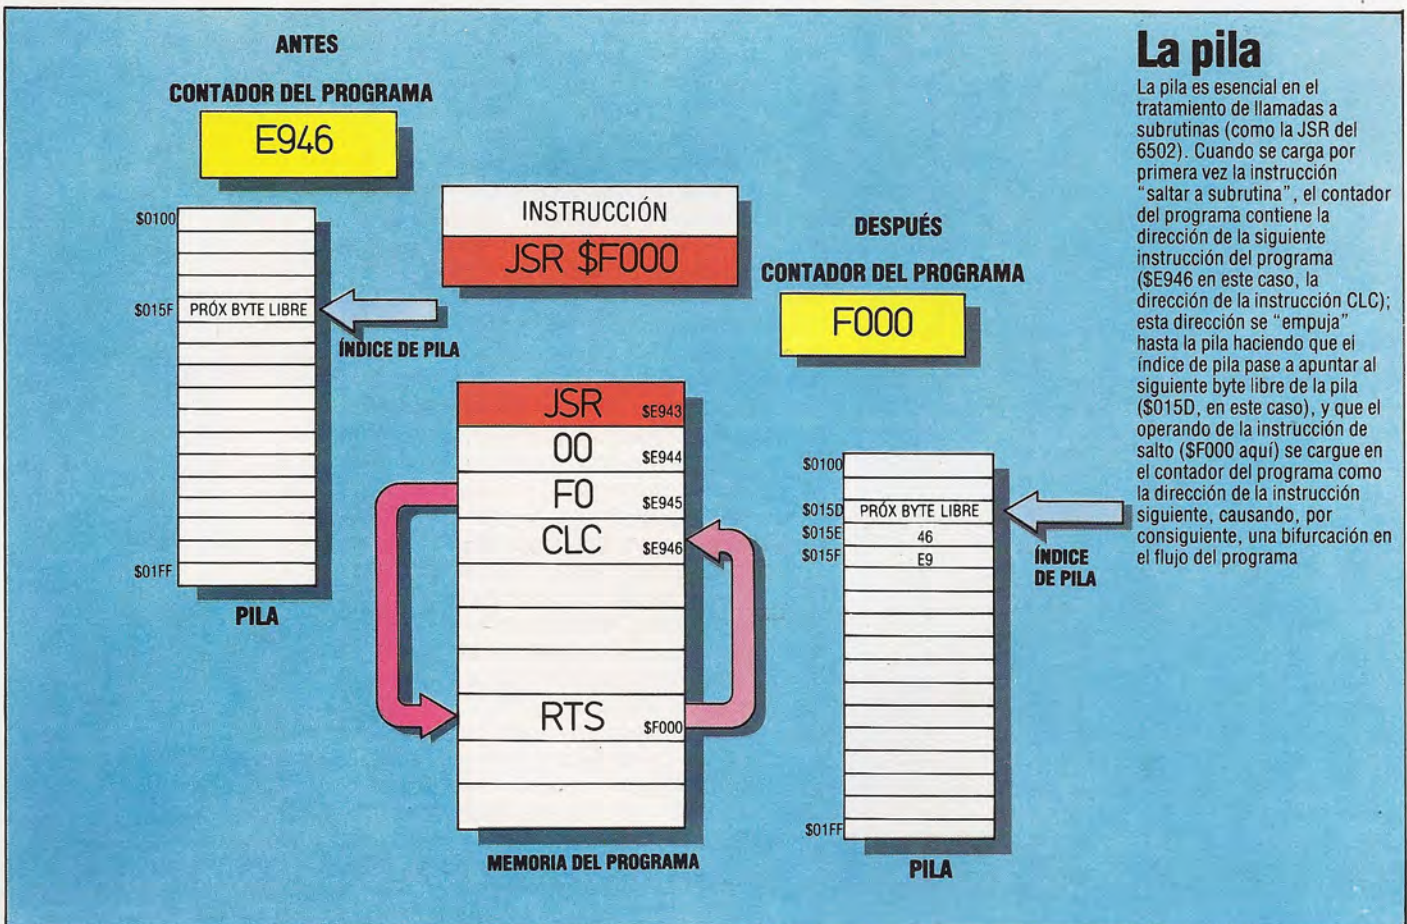 ANTES
CONTADOR DEL PROGRAMA
E946
$0100
$015F
PRÓX BYTE LIBRE
ÍNDICE DE PILA
$01FF
PILA
INSTRUCCIÓN
JSR $F000
DESPUÉS
CONTADOR DEL PROGRAMA
F000
JSR $E943
00 $E944
F0 $E945
CLC $E946
RTS $F000
MEMORIA DEL PROGRAMA
$0100
$015D PRÓX BYTE LIBRE
$015E 46
$015F E9
ÍNDICE
DE PILA
$01FF
PILA
La pila
La pila es esencial en el
tratamiento de llamadas a
subrutinas (como la JSR del
6502). Cuando se carga por
primera vez la instrucción
"saltar a subrutina", el contador
del programa contiene la
dirección de la siguiente
instrucción del programa
($E946 en este caso, la
dirección de la instrucción CLC);
esta dirección se "empuja"
hasta la pila haciendo que el
índice de pila pase a apuntar al
siguiente byte libre de la pila
($015D, en este caso), y que el
operando de la instrucción de
salto ($F000 aquí) se cargue en
el contador del programa como
la dirección de la instrucción
siguiente, causando, por
consiguiente, una bifurcación en
el flujo del programa